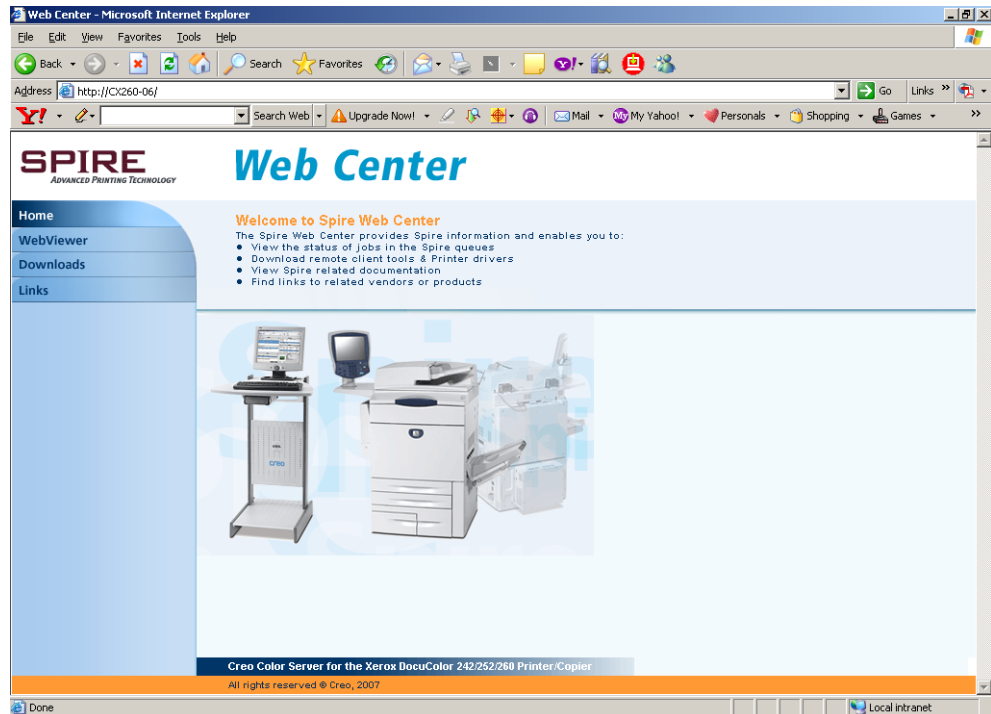 Web Center - Microsoft Internet Explorer
File Edit View Favorites Tools Help
Back Search Favorites
Address http://CX260-06/ Go Links »
Y! Search Web Upgrade Now! Mail My Yahoo! Personals Shopping Games »
SPIRE
ADVANCED PRINTING TECHNOLOGY
Web Center
Home
WebViewer
Downloads
Links
Welcome to Spire Web Center
The Spire Web Center provides Spire information and enables you to:
● View the status of jobs in the Spire queues
● Download remote client tools & Printer drivers
● View Spire related documentation
● Find links to related vendors or products
creo
Creo Color Server for the Xerox DocuColor 242/252/260 Printer/Copier
All rights reserved ® Creo, 2007
Done Local intranet